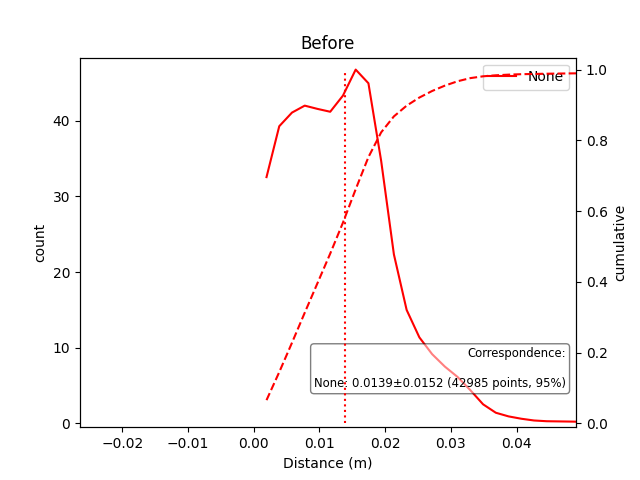 Before
None
count
40
30
20
10
0
1.0
0.8
0.6
0.4
0.2
0.0
cumulative
Correspondence:
None: 0.0139±0.0152 (42985 points, 95%)
−0.02 −0.01 0.00 0.01 0.02 0.03 0.04
Distance (m)